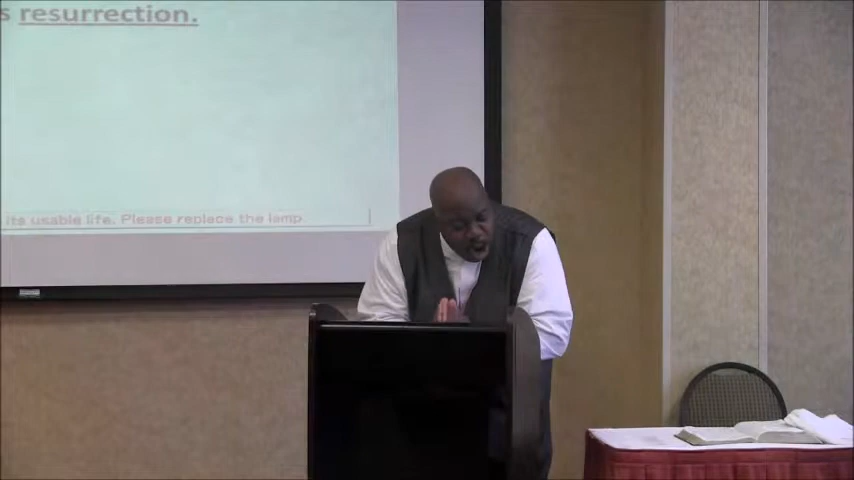 s resurrection.
its usable life. Please replace the lamp